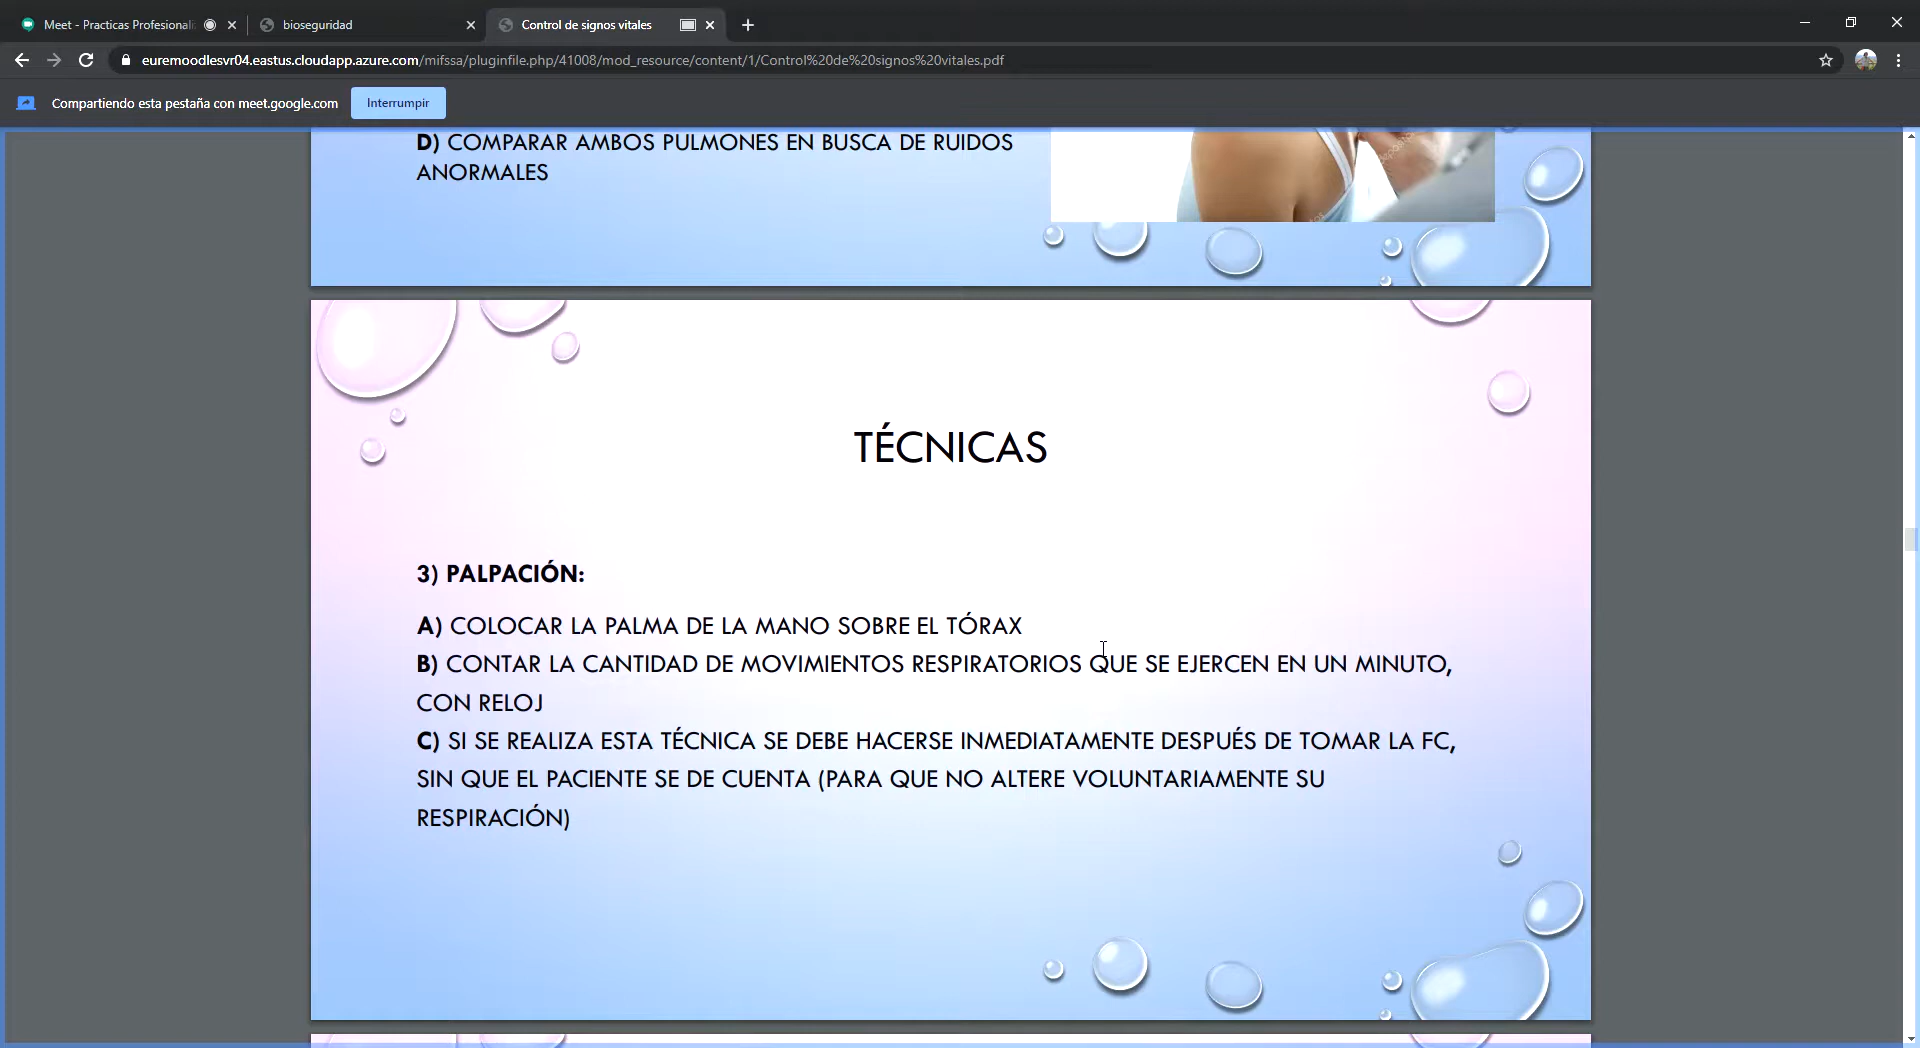 Meet - Practicas Profesional
bioseguridad
Control de signos vitales
euremoodlesvr04.eastus.cloudapp.azure.com/mifssa/pluginfile.php/41008/mod_resource/content/1/Control%20de%20signos%20vitales.pdf
Compartiendo esta pestaña con meet.google.com
Interrumpir
D) COMPARAR AMBOS PULMONES EN BUSCA DE RUIDOS
ANORMALES
TÉCNICAS
3) PALPACIÓN:
A) COLOCAR LA PALMA DE LA MANO SOBRE EL TÓRAX
B) CONTAR LA CANTIDAD DE MOVIMIENTOS RESPIRATORIOS QUE SE EJERCEN EN UN MINUTO,
CON RELOJ
C) SI SE REALIZA ESTA TÉCNICA SE DEBE HACERSE INMEDIATAMENTE DESPUÉS DE TOMAR LA FC,
SIN QUE EL PACIENTE SE DE CUENTA (PARA QUE NO ALTERE VOLUNTARIAMENTE SU
RESPIRACIÓN)